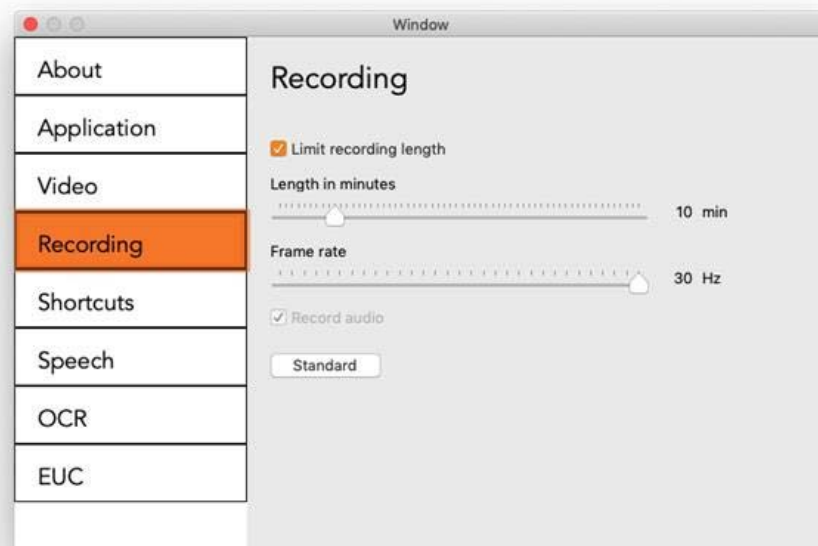 Window
About
Application
Video
Recording
Shortcuts
Speech
OCR
EUC
Recording
Limit recording length
Length in minutes
10 min
Frame rate
30 Hz
Record audio
Standard